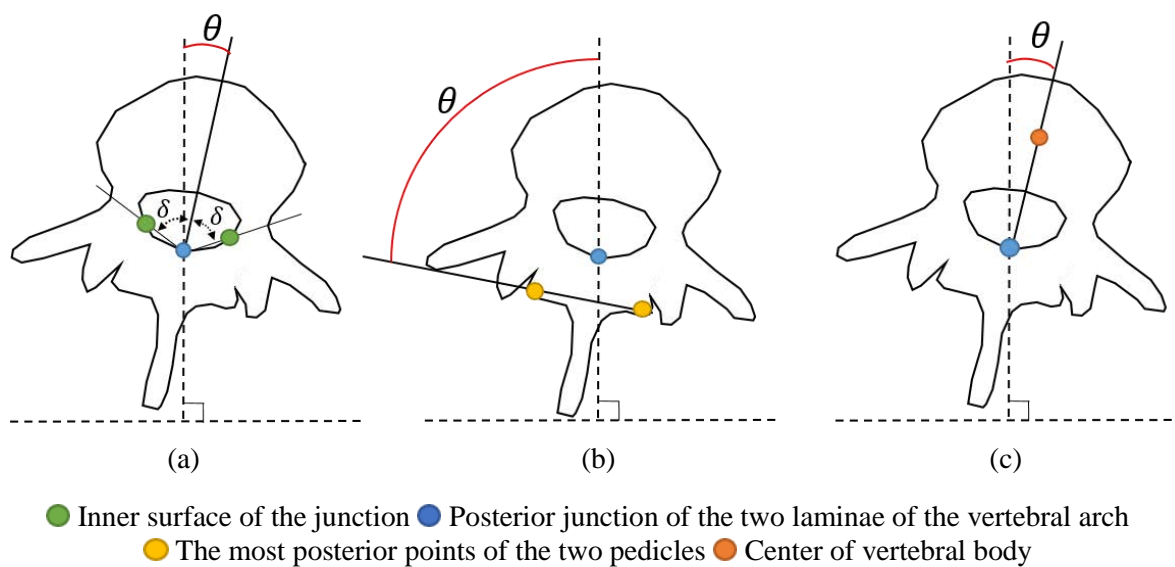 θ θ θ
δ δ
(a) (b) (c)
Inner surface of the junction Posterior junction of the two laminae of the vertebral arch
The most posterior points of the two pedicles Center of vertebral body